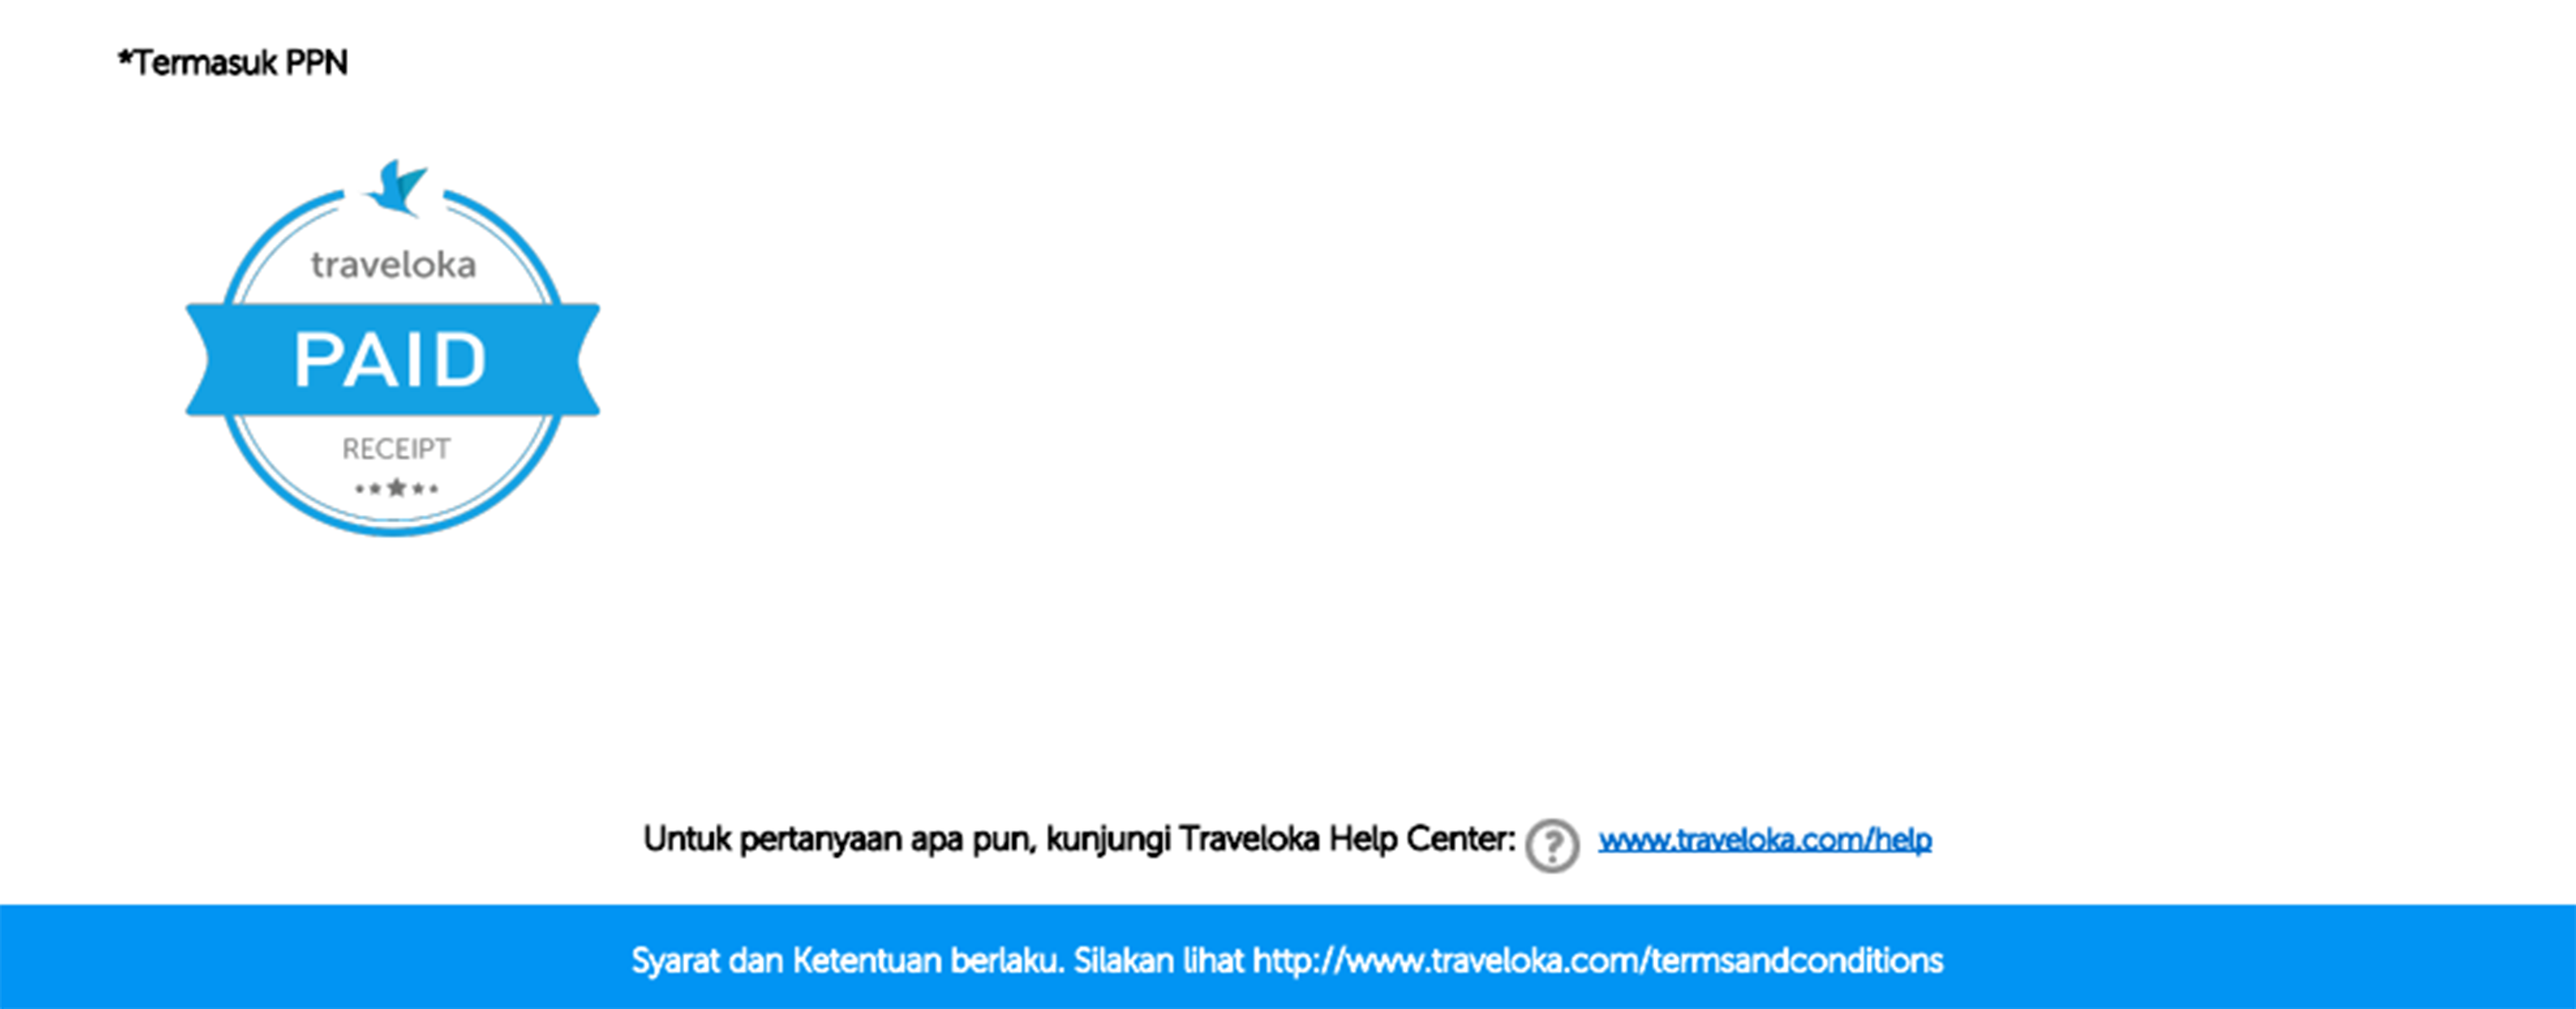 *Termasuk PPN
traveloka
PAID
RECEIPT
Untuk pertanyaan apa pun, kunjungi Traveloka Help Center: ? www.traveloka.com/help
Syarat dan Ketentuan berlaku. Silakan lihat http://www.traveloka.com/termsandconditions